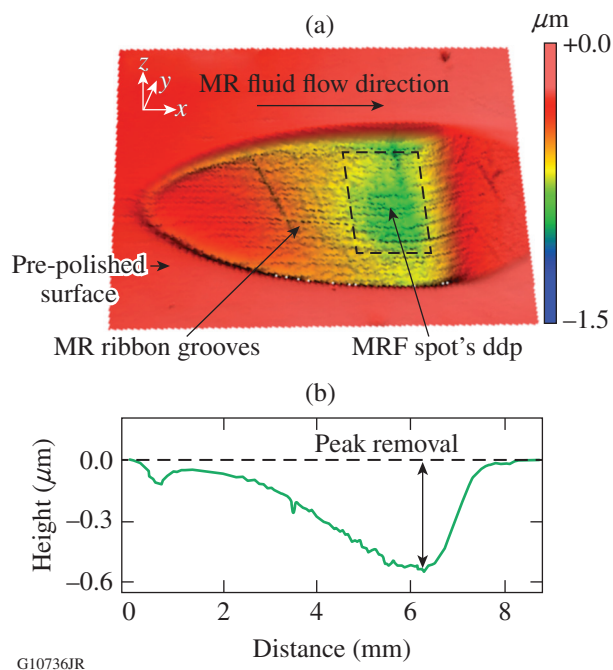 (a)
μm
+0.0
z
y
x
MR fluid flow direction
Pre-polished
surface
MR ribbon grooves
MRF spot's ddp
−1.5
(b)
Peak removal
Height (μm)
0.0
−0.3
−0.6
0 2 4 6 8
Distance (mm)
G10736JR